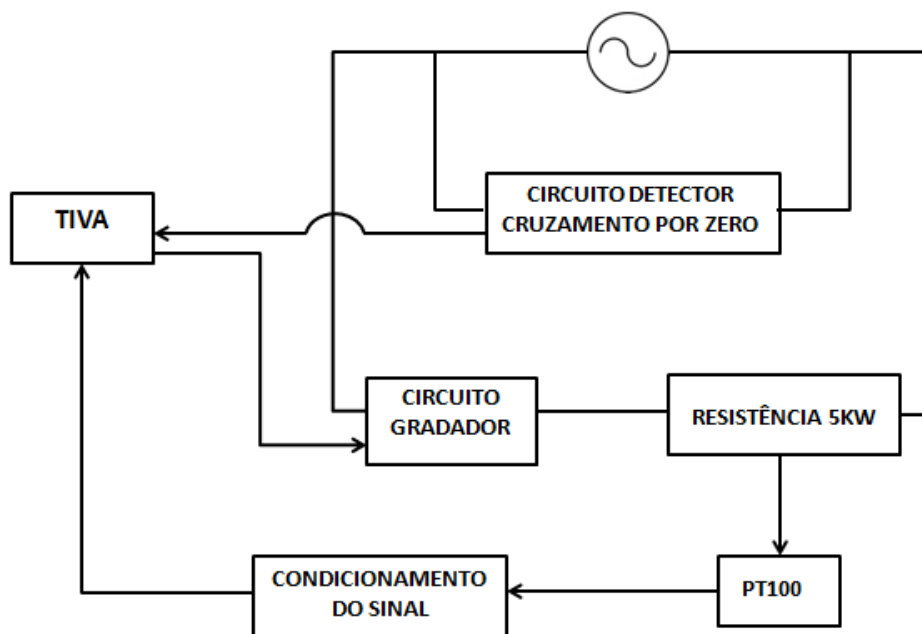 CIRCUITO DETECTOR
CRUZAMENTO POR ZERO
TIVA
CIRCUITO
GRADADOR
RESISTÊNCIA 5KW
CONDICIONAMENTO
DO SINAL
PT100